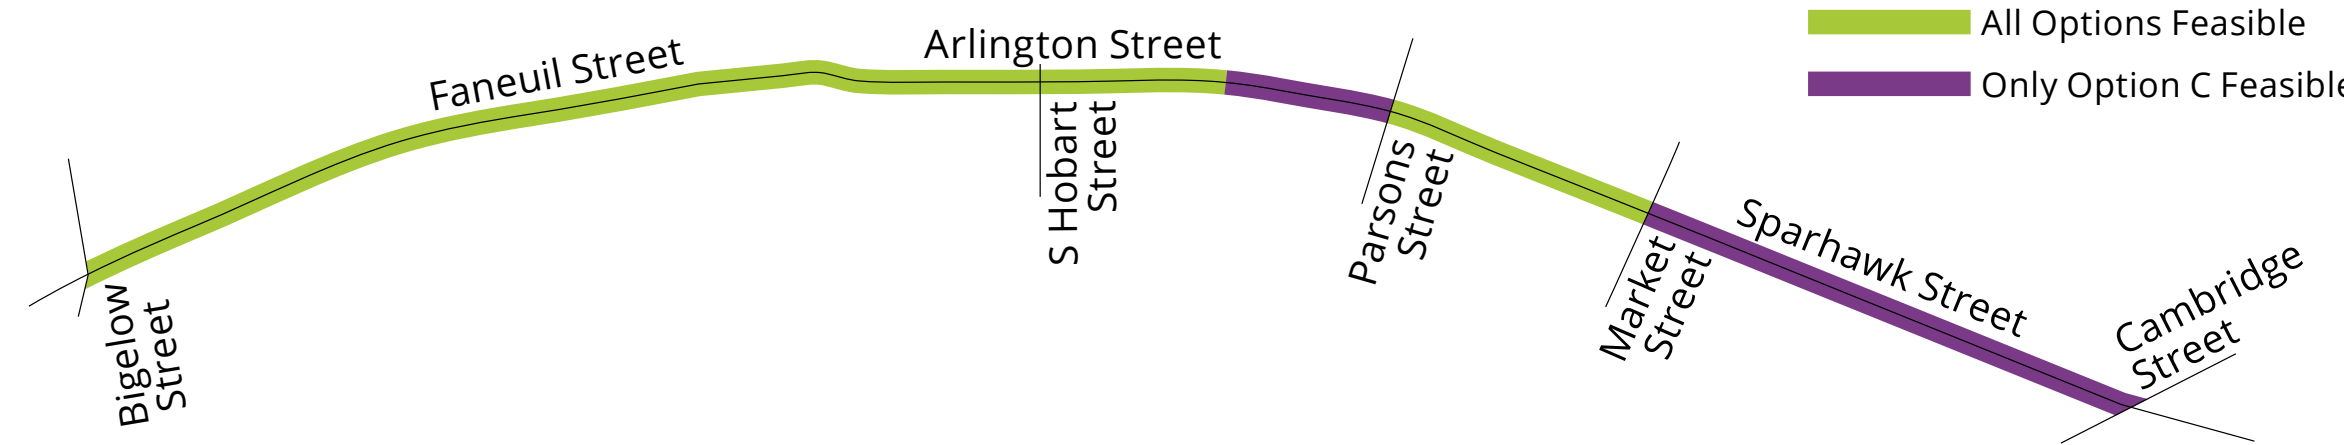 Faneuil Street
Arlington Street
All Options Feasible
Only Option C Feasible
S Hobart
Street
Parsons
Street
Sparhawk Street
Market
Street
Cambridge
Street
Bigelow
Street